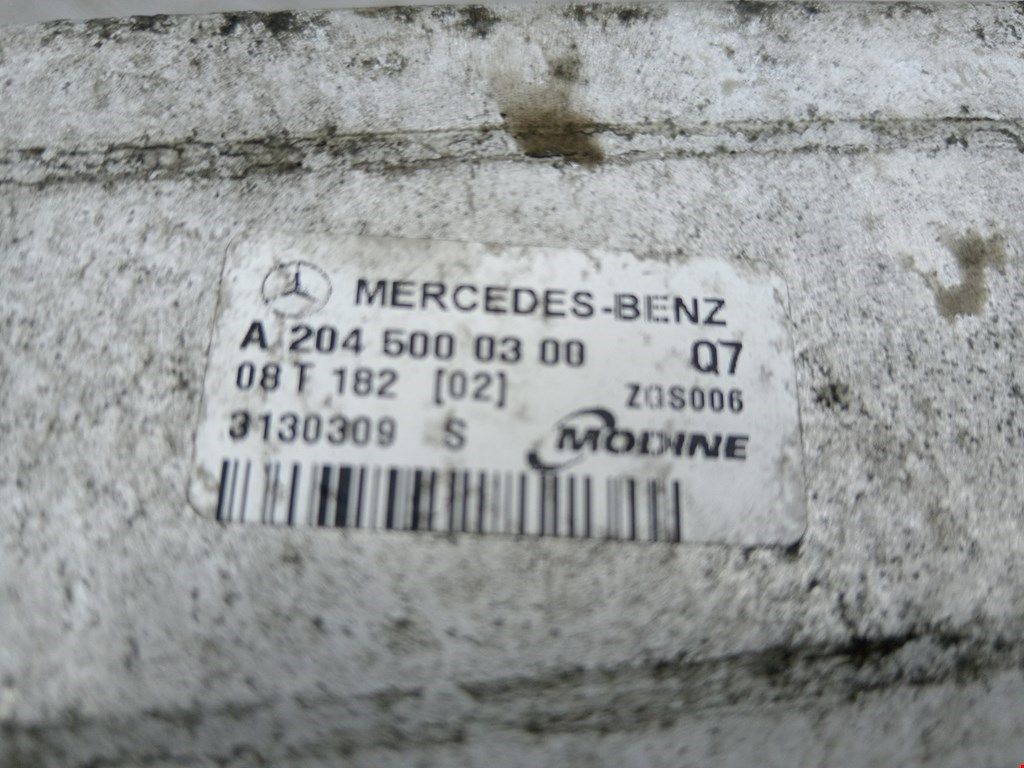 MERCEDES-BENZ
A 204 500 03 00 Q7
08 T 182 [02] ZGS006
3130309 S MODINE